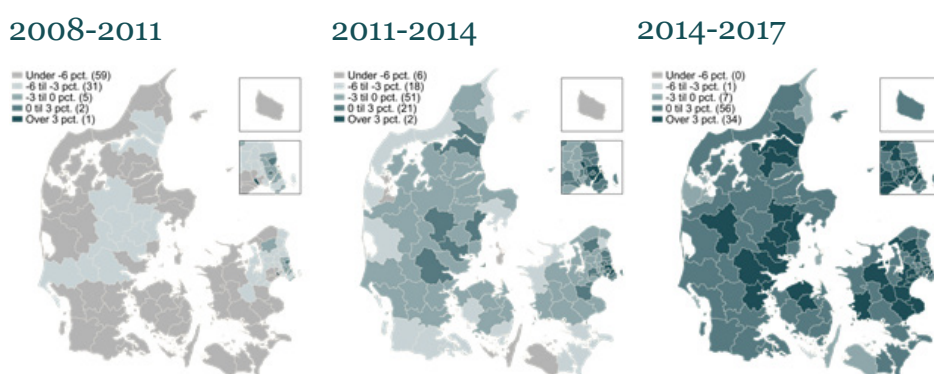 2008-2011
Under -6 pct. (59)
-6 til -3 pct. (31)
-3 til 0 pct. (5)
0 til 3 pct. (2)
Over 3 pct. (1)
2011-2014
Under -6 pct. (6)
-6 til -3 pct. (18)
-3 til 0 pct. (51)
0 til 3 pct. (21)
Over 3 pct. (2)
2014-2017
Under -6 pct. (0)
-6 til -3 pct. (1)
-3 til 0 pct. (7)
0 til 3 pct. (56)
Over 3 pct. (34)